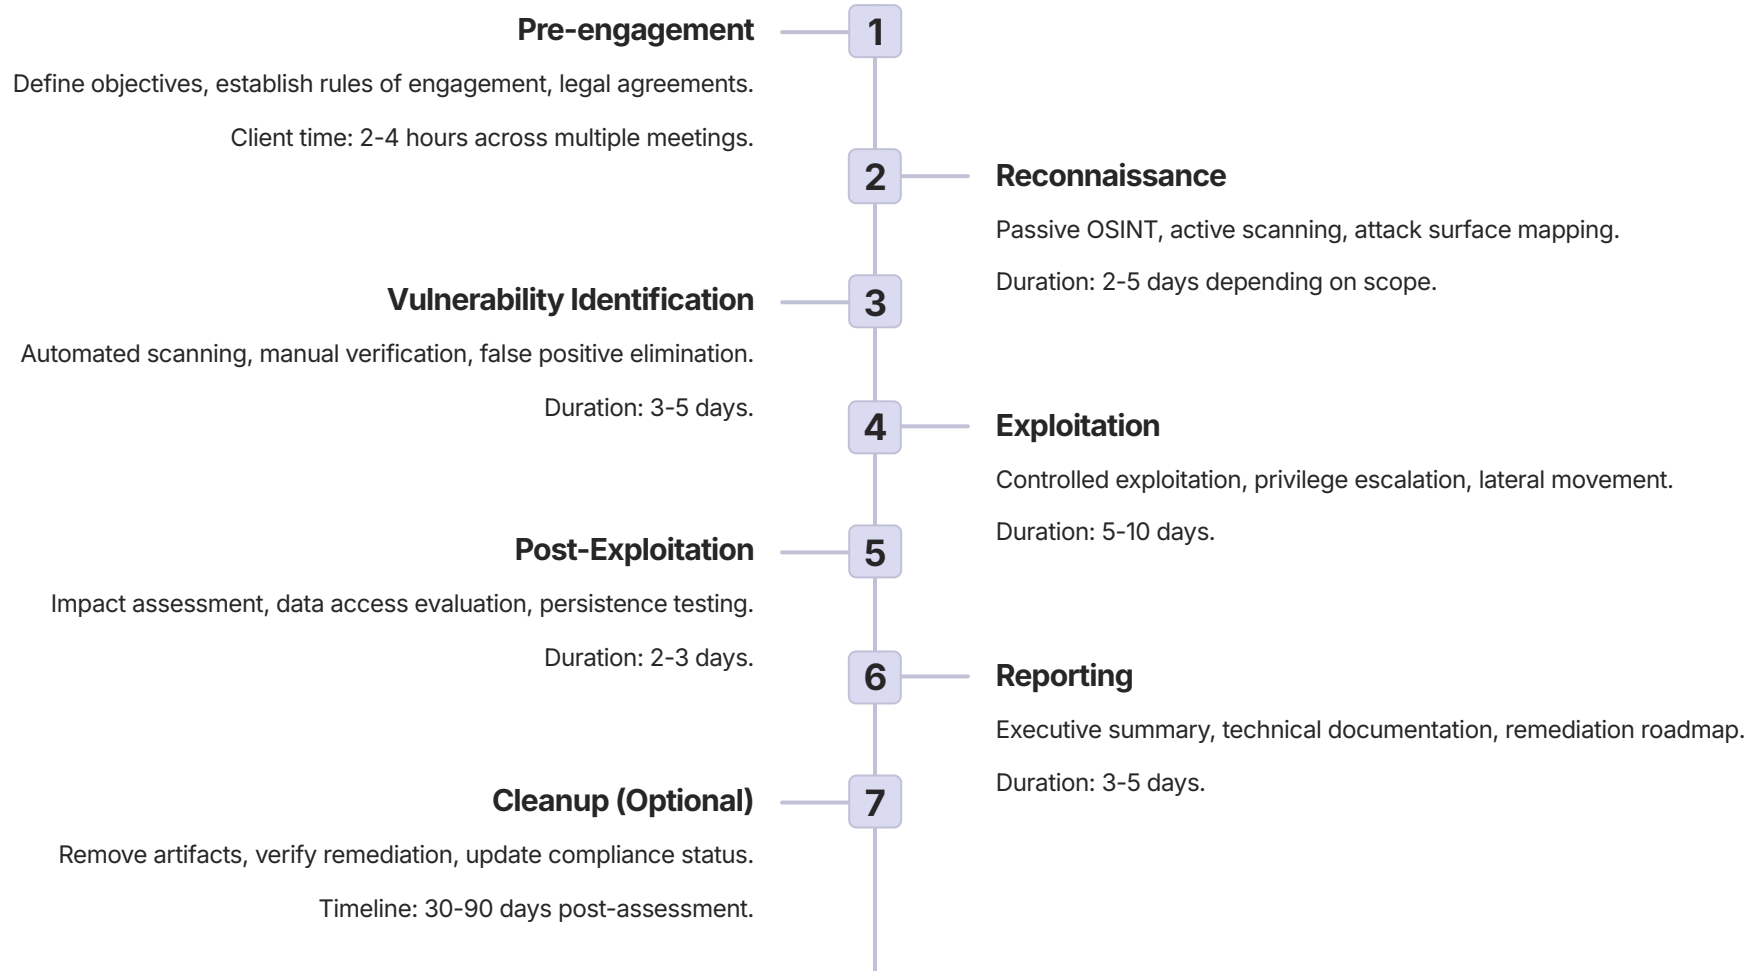 Pre-engagement
1
Define objectives, establish rules of engagement, legal agreements.
Client time: 2-4 hours across multiple meetings.
2
Reconnaissance
Passive OSINT, active scanning, attack surface mapping.
Duration: 2-5 days depending on scope.
Vulnerability Identification
3
Automated scanning, manual verification, false positive elimination.
Duration: 3-5 days.
4
Exploitation
Controlled exploitation, privilege escalation, lateral movement.
Duration: 5-10 days.
Post-Exploitation
5
Impact assessment, data access evaluation, persistence testing.
Duration: 2-3 days.
6
Reporting
Executive summary, technical documentation, remediation roadmap.
Duration: 3-5 days.
Cleanup (Optional)
7
Remove artifacts, verify remediation, update compliance status.
Timeline: 30-90 days post-assessment.